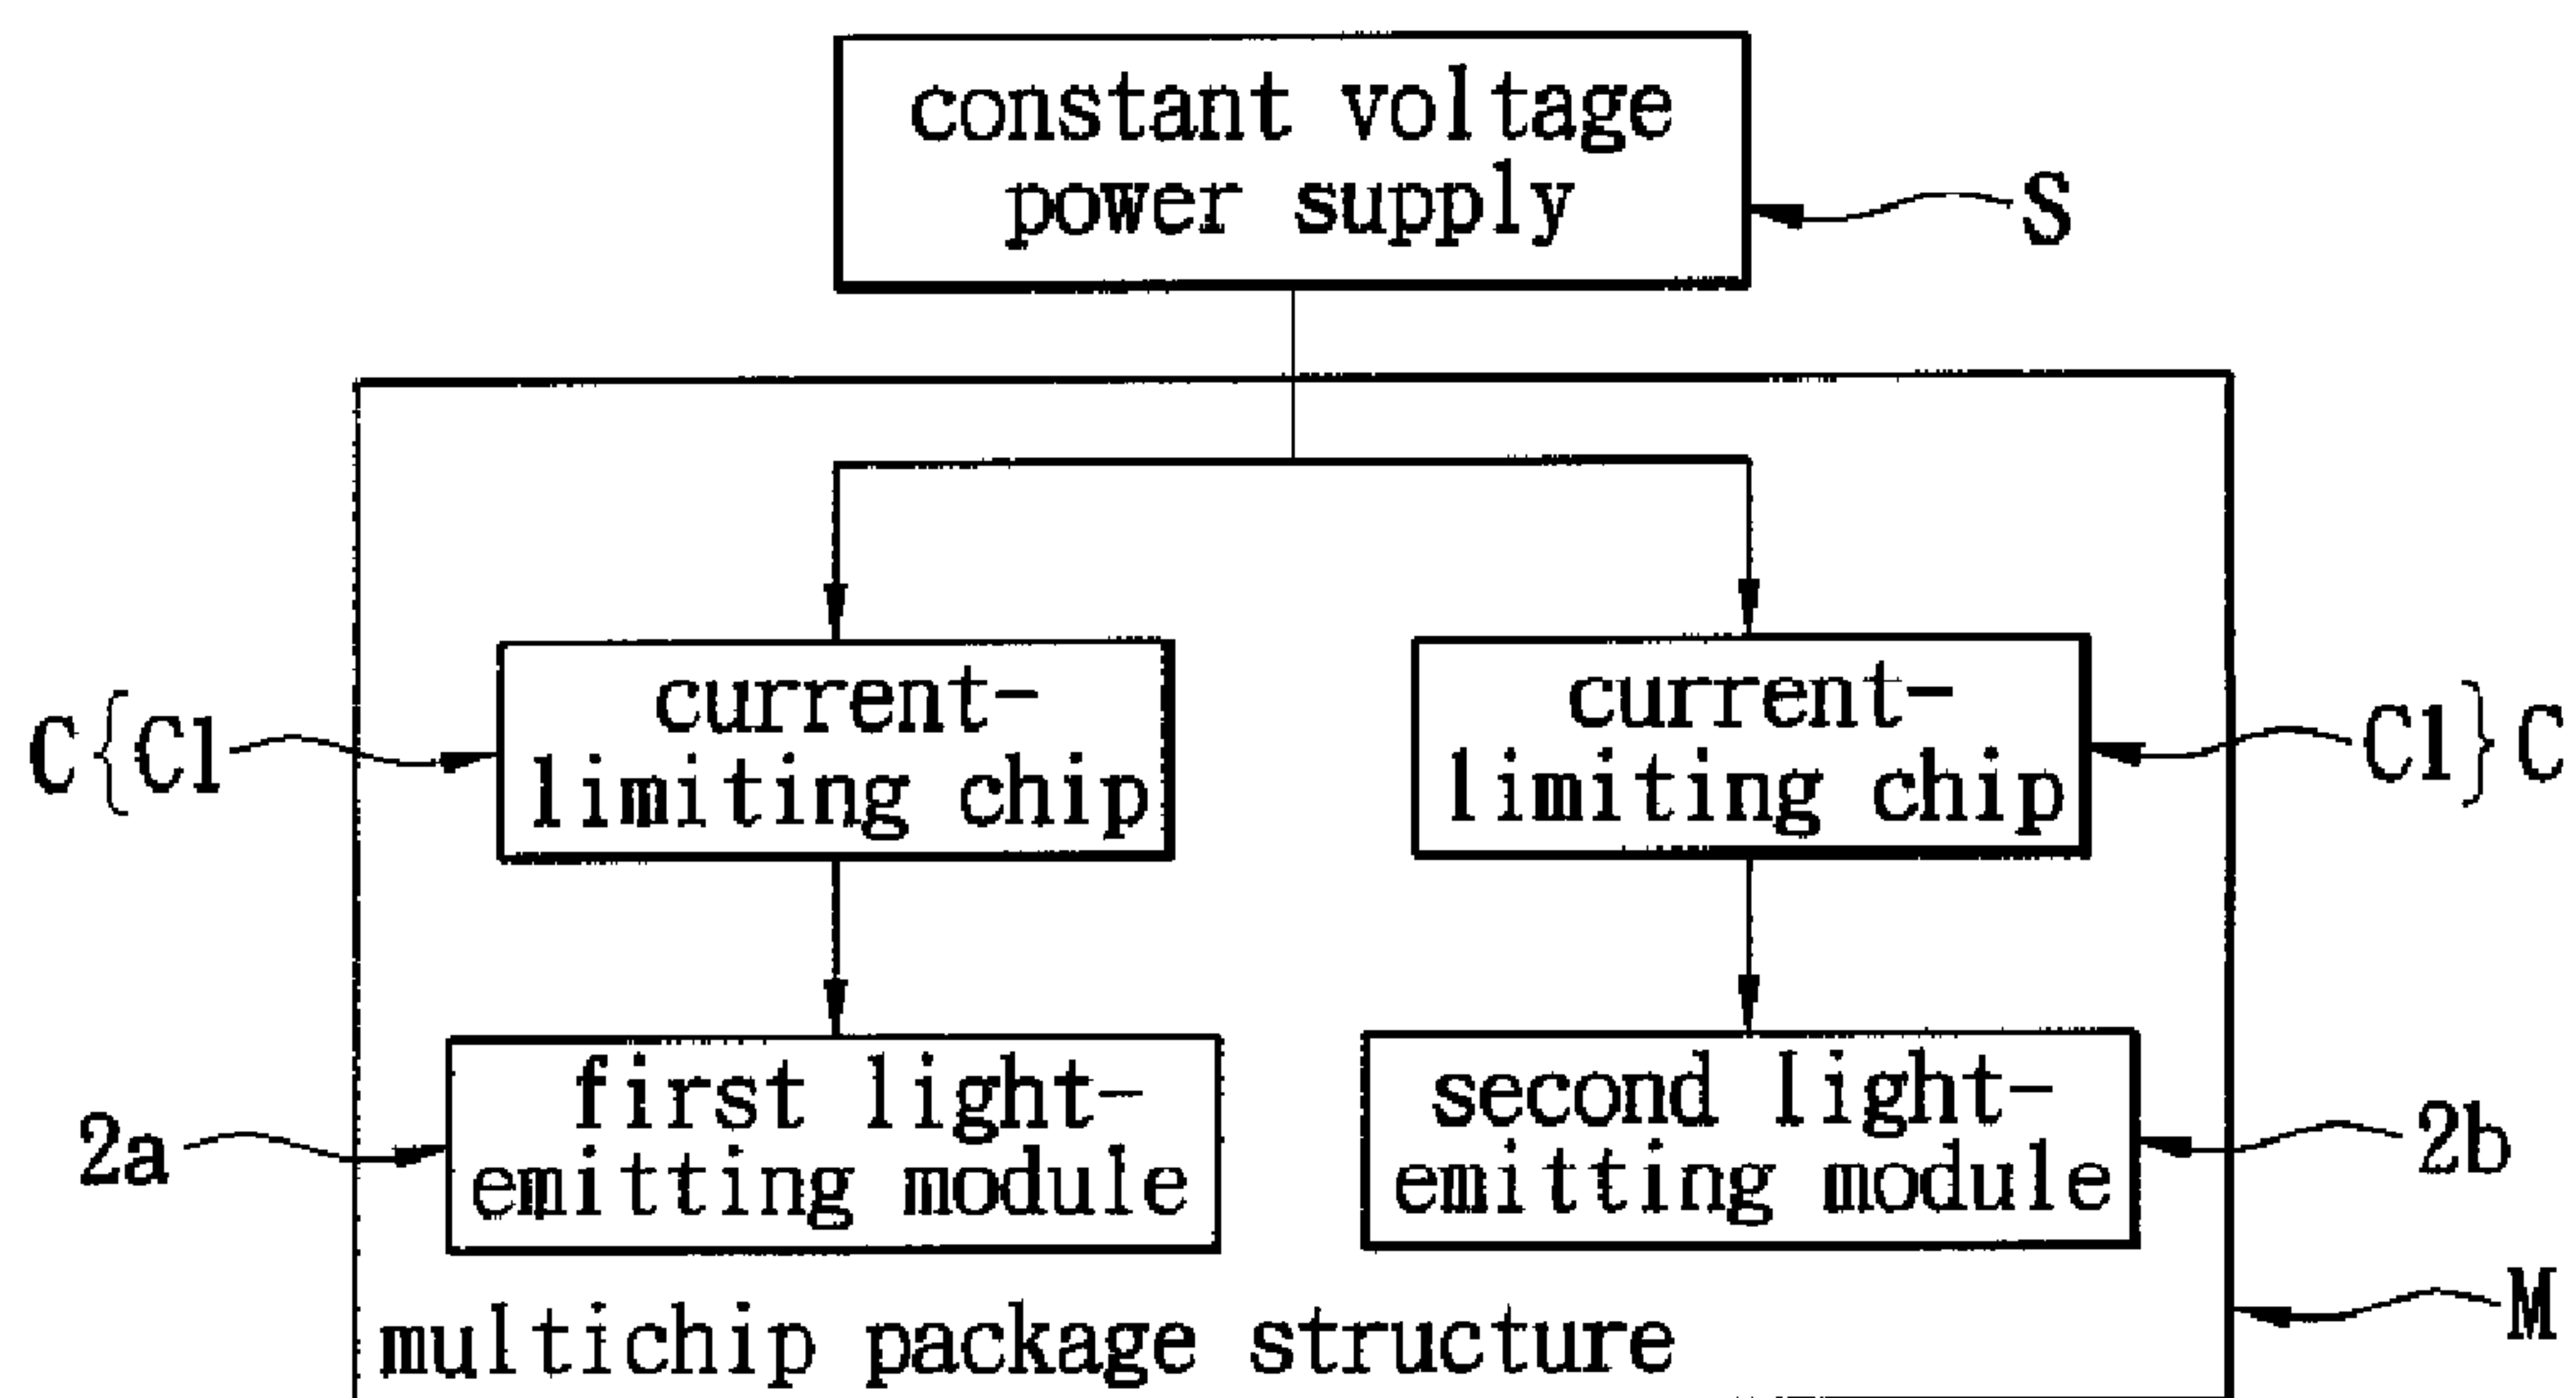 constant voltage
power supply
S
current-
limiting chip
C{C1
current-
limiting chip
C1}C
first light-
emitting module
2a
second light-
emitting module
2b
multichip package structure
M